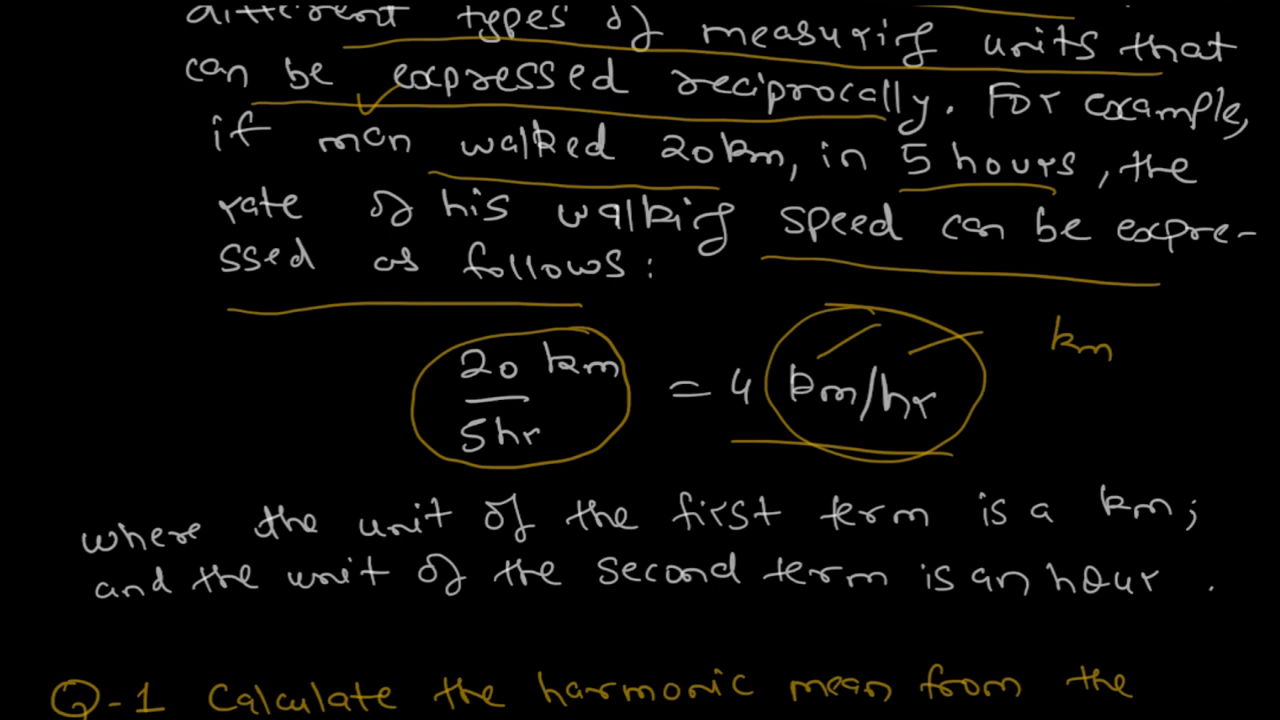 different types of measuring units that
can be expressed reciprocally. For example,
if man walked 20 km, in 5 hours, the
rate of his walking speed can be expre-
ssed as follows:
20 km
5hr
= 4 km/hr
km
where the unit of the first term is a km;
and the unit of the second term is an hour.
Q-1 Calculate the harmonic mean from the